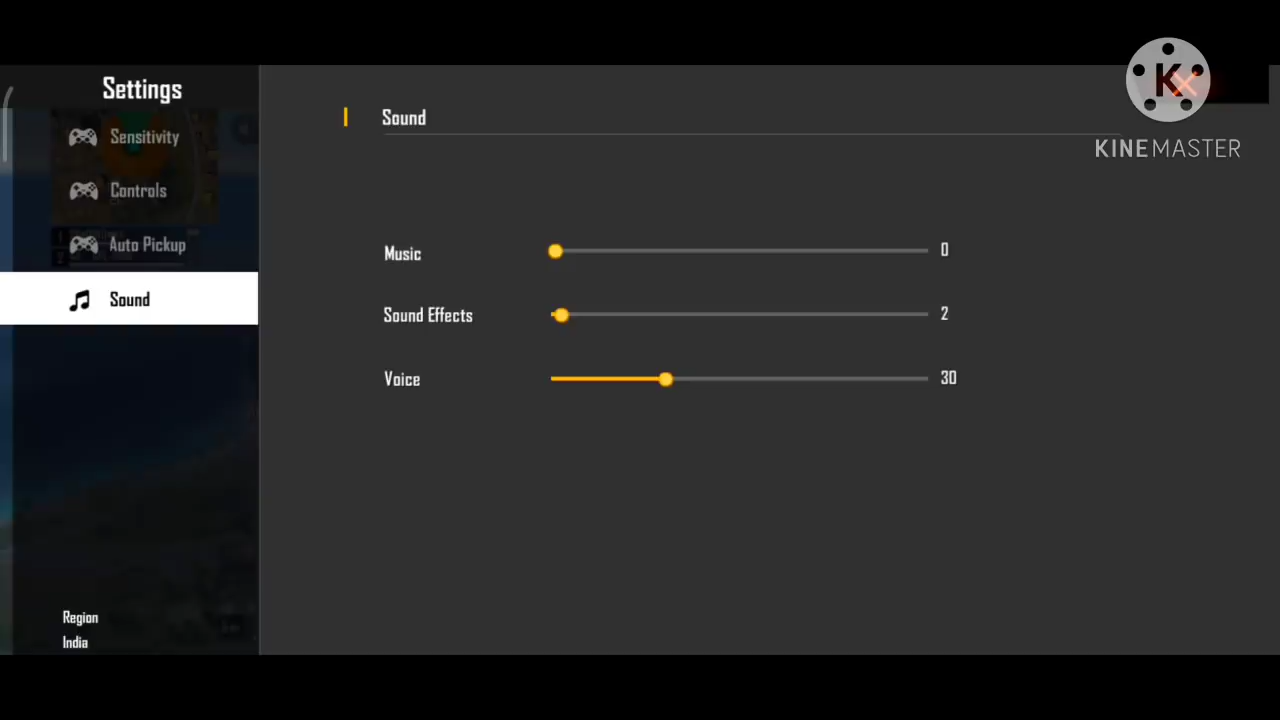 Settings
Sensitivity
Controls
Auto Pickup
Sound
Region
India
Sound
Music
0
Sound Effects
2
Voice
30
K
KINEMASTER